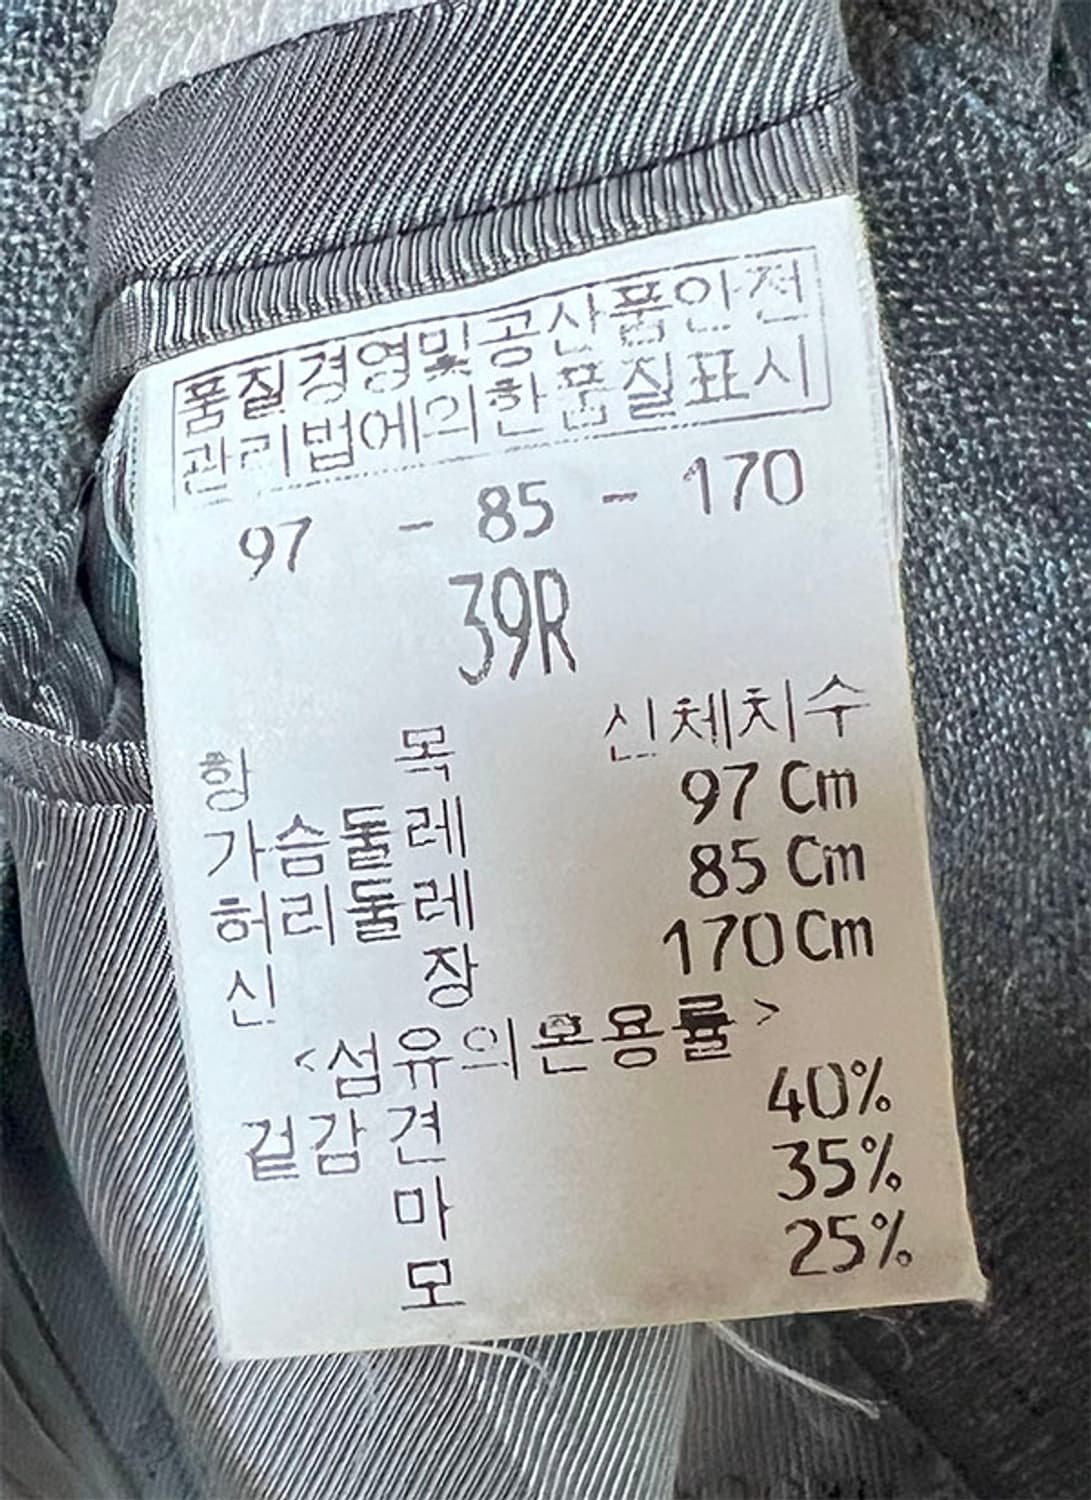 품질경영및공산품안전
관리법에의한품질표시
97 - 85 - 170
39R
항 목 신체치수
가슴둘레 97 Cm
허리둘레 85 Cm
신 장 170 Cm
<섬유의혼용률>
겉감 견 40%
마 35%
모 25%